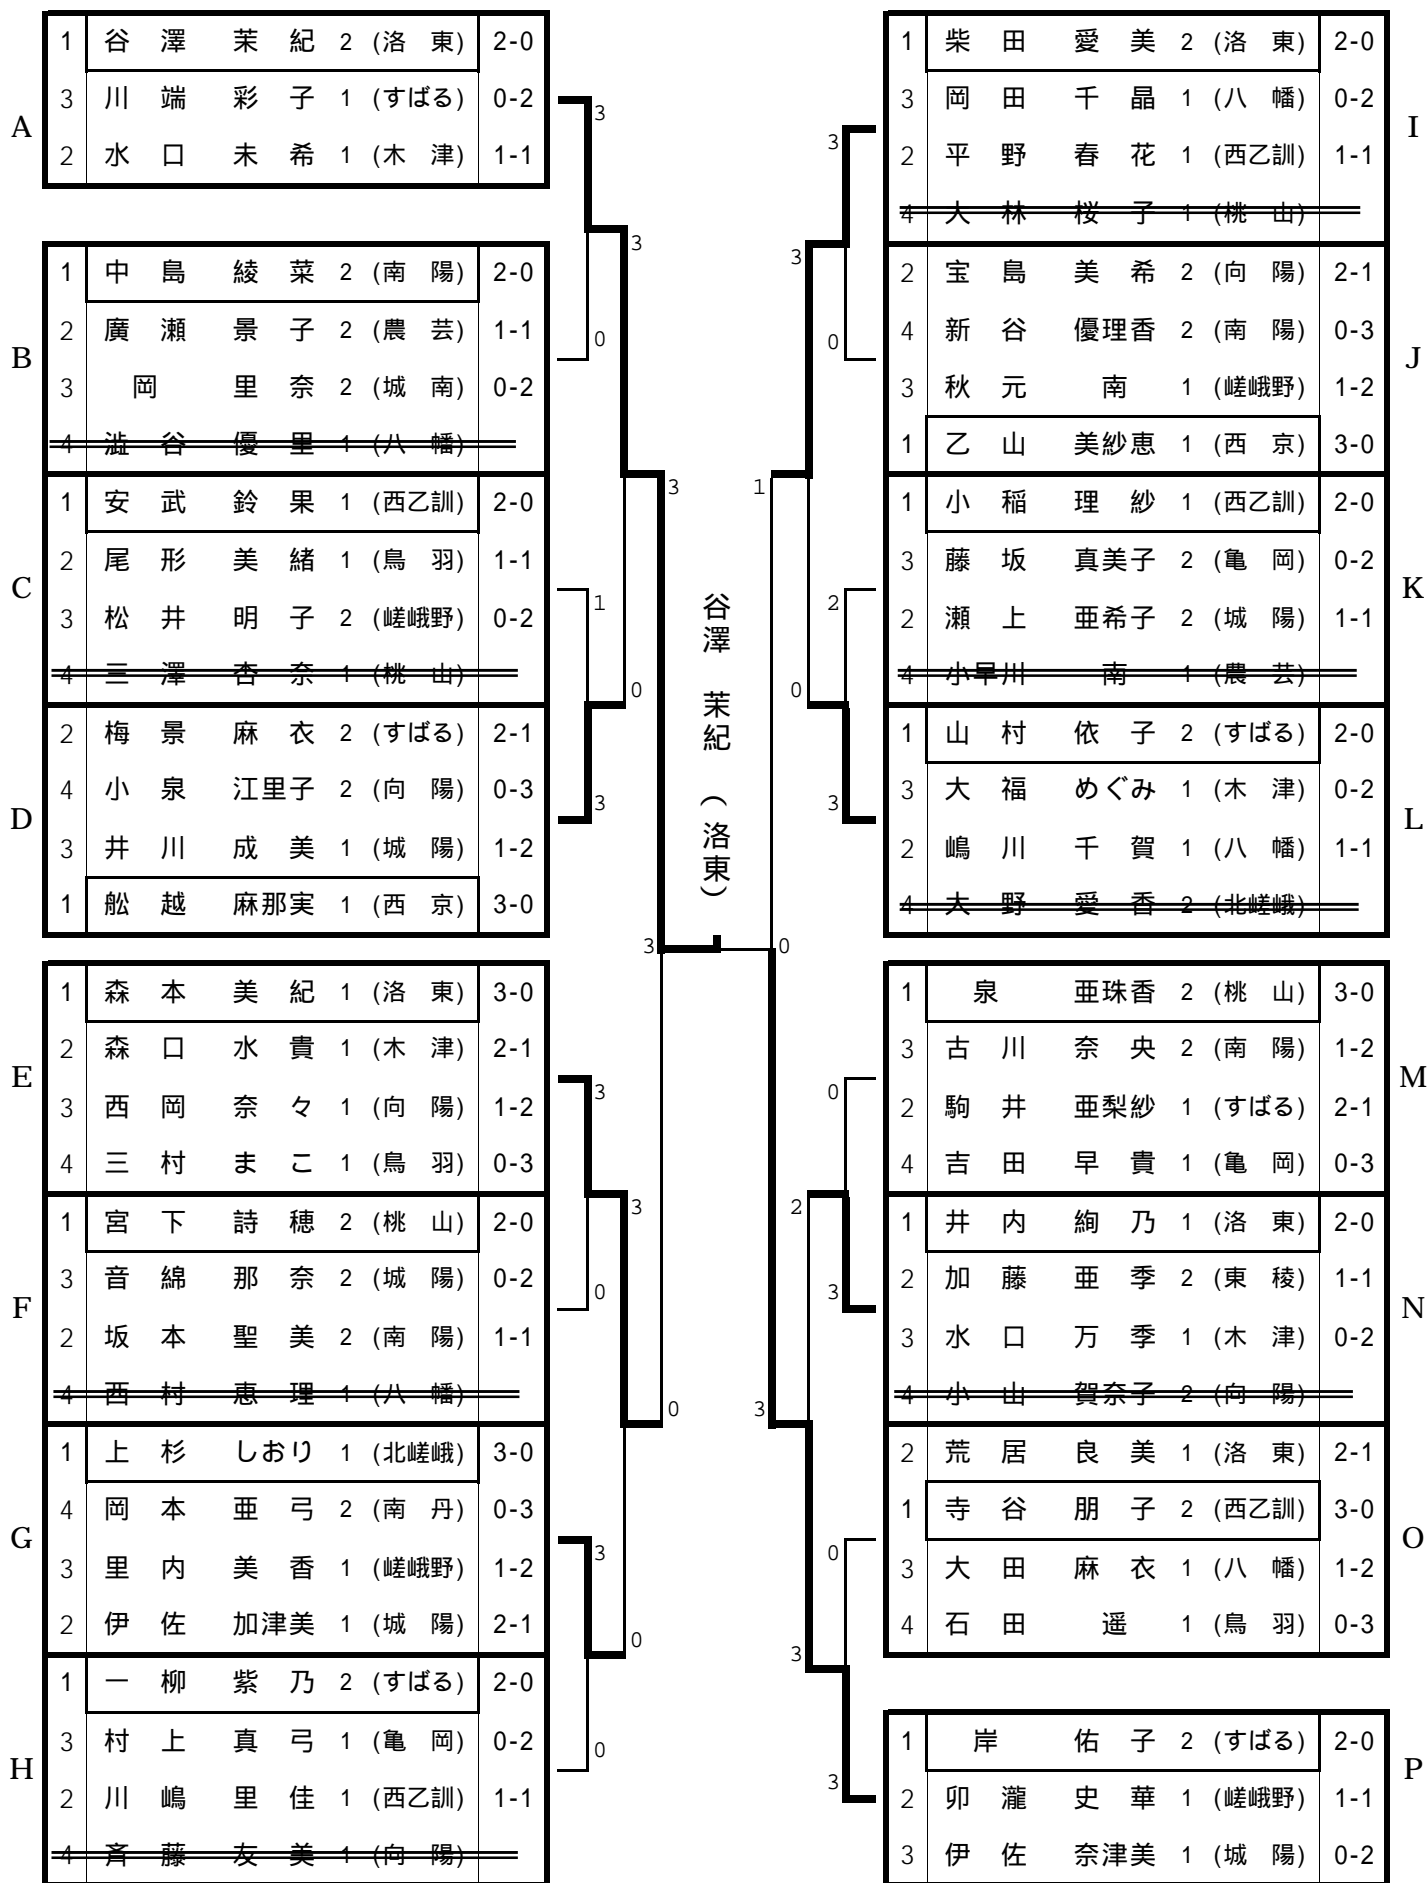 A
1 谷澤 茉紀 2 (洛東) 2-0
3 川端 彩子 1 (すばる) 0-2
2 水口 未希 1 (木津) 1-1
B
1 中島 綾菜 2 (南陽) 2-0
2 廣瀬 景子 2 (農芸) 1-1
3 岡 里奈 2 (城南) 0-2
4 澁谷 優里 1 (八幡)
C
1 安武 鈴果 1 (西乙訓) 2-0
2 尾形 美緒 1 (鳥羽) 1-1
3 松井 明子 2 (嵯峨野) 0-2
4 三澤 杏奈 1 (桃山)
D
2 梅景 麻衣 2 (すばる) 2-1
4 小泉 江里子 2 (向陽) 0-3
3 井川 成美 1 (城陽) 1-2
1 舩越 麻那実 1 (西京) 3-0
E
1 森本 美紀 1 (洛東) 3-0
2 森口 水貴 1 (木津) 2-1
3 西岡 奈々 1 (向陽) 1-2
4 三村 まこ 1 (鳥羽) 0-3
F
1 宮下 詩穂 2 (桃山) 2-0
3 音綿 那奈 2 (城陽) 0-2
2 坂本 聖美 2 (南陽) 1-1
4 西村 恵理 1 (八幡)
G
1 上杉 しおり 1 (北嵯峨) 3-0
4 岡本 亜弓 2 (南丹) 0-3
3 里内 美香 1 (嵯峨野) 1-2
2 伊佐 加津美 1 (城陽) 2-1
H
1 一柳 紫乃 2 (すばる) 2-0
3 村上 真弓 1 (亀岡) 0-2
2 川嶋 里佳 1 (西乙訓) 1-1
4 斉藤 友美 1 (向陽)
3
0
1
3
3
0
3
0
3
0
3
0
3
0
3
谷澤 茉紀 (洛東)
0
1
3
3
0
2
3
3
0
2
3
0
3
0
3
I
1 柴田 愛美 2 (洛東) 2-0
3 岡田 千晶 1 (八幡) 0-2
2 平野 春花 1 (西乙訓) 1-1
4 大林 桜子 1 (桃山)
J
2 宝島 美希 2 (向陽) 2-1
4 新谷 優理香 2 (南陽) 0-3
3 秋元 南 1 (嵯峨野) 1-2
1 乙山 美紗恵 1 (西京) 3-0
K
1 小稲 理紗 1 (西乙訓) 2-0
3 藤坂 真美子 2 (亀岡) 0-2
2 瀬上 亜希子 2 (城陽) 1-1
4 小早川 南 1 (農芸)
L
1 山村 依子 2 (すばる) 2-0
3 大福 めぐみ 1 (木津) 0-2
2 嶋川 千賀 1 (八幡) 1-1
4 大野 愛香 2 (北嵯峨)
M
1 泉 亜珠香 2 (桃山) 3-0
3 古川 奈央 2 (南陽) 1-2
2 駒井 亜梨紗 1 (すばる) 2-1
4 吉田 早貴 1 (亀岡) 0-3
N
1 井内 絢乃 1 (洛東) 2-0
2 加藤 亜季 2 (東稜) 1-1
3 水口 万季 1 (木津) 0-2
4 小山 賀奈子 2 (向陽)
O
2 荒居 良美 1 (洛東) 2-1
1 寺谷 朋子 2 (西乙訓) 3-0
3 大田 麻衣 1 (八幡) 1-2
4 石田 遥 1 (鳥羽) 0-3
P
1 岸 佑子 2 (すばる) 2-0
2 卯瀧 史華 1 (嵯峨野) 1-1
3 伊佐 奈津美 1 (城陽) 0-2